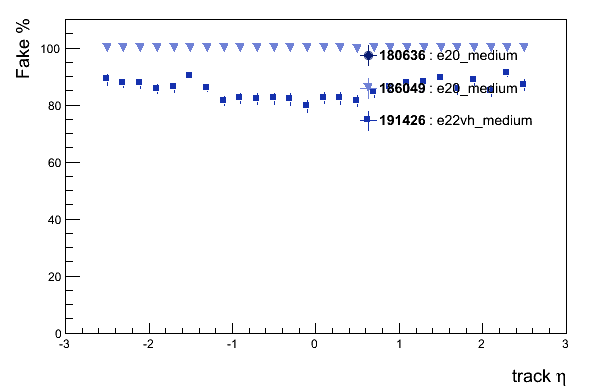 Fake %
100
180636 : e20_medium
186049 : e20_medium
80
191426 : e22vh_medium
60
40
20
0
-3 -2 -1 0 1 2 3
track η